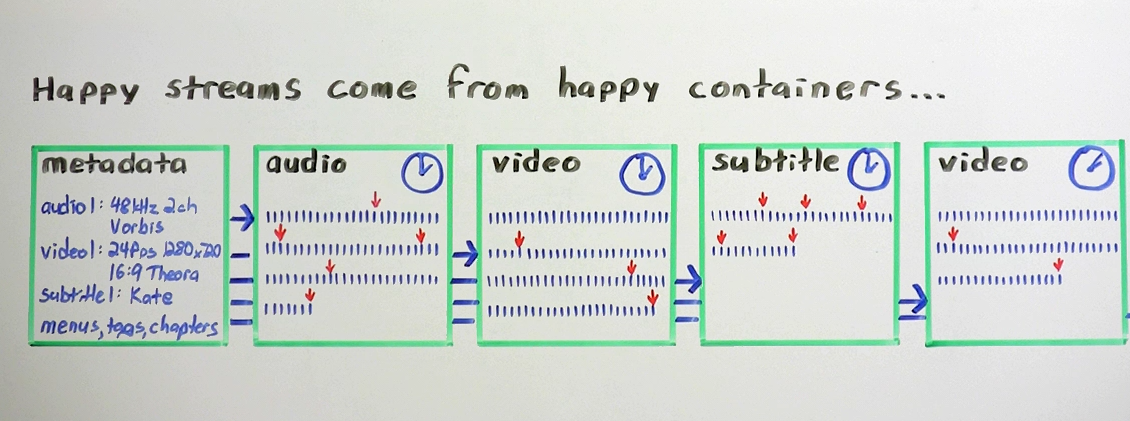 Happy streams come from happy containers...
metadata
audio1: 48kHz 2ch
Vorbis
video1: 24fps 1280x720
16:9 Theora
subtitle1: Kate
menus, tags, chapters
audio
video
subtitle
video